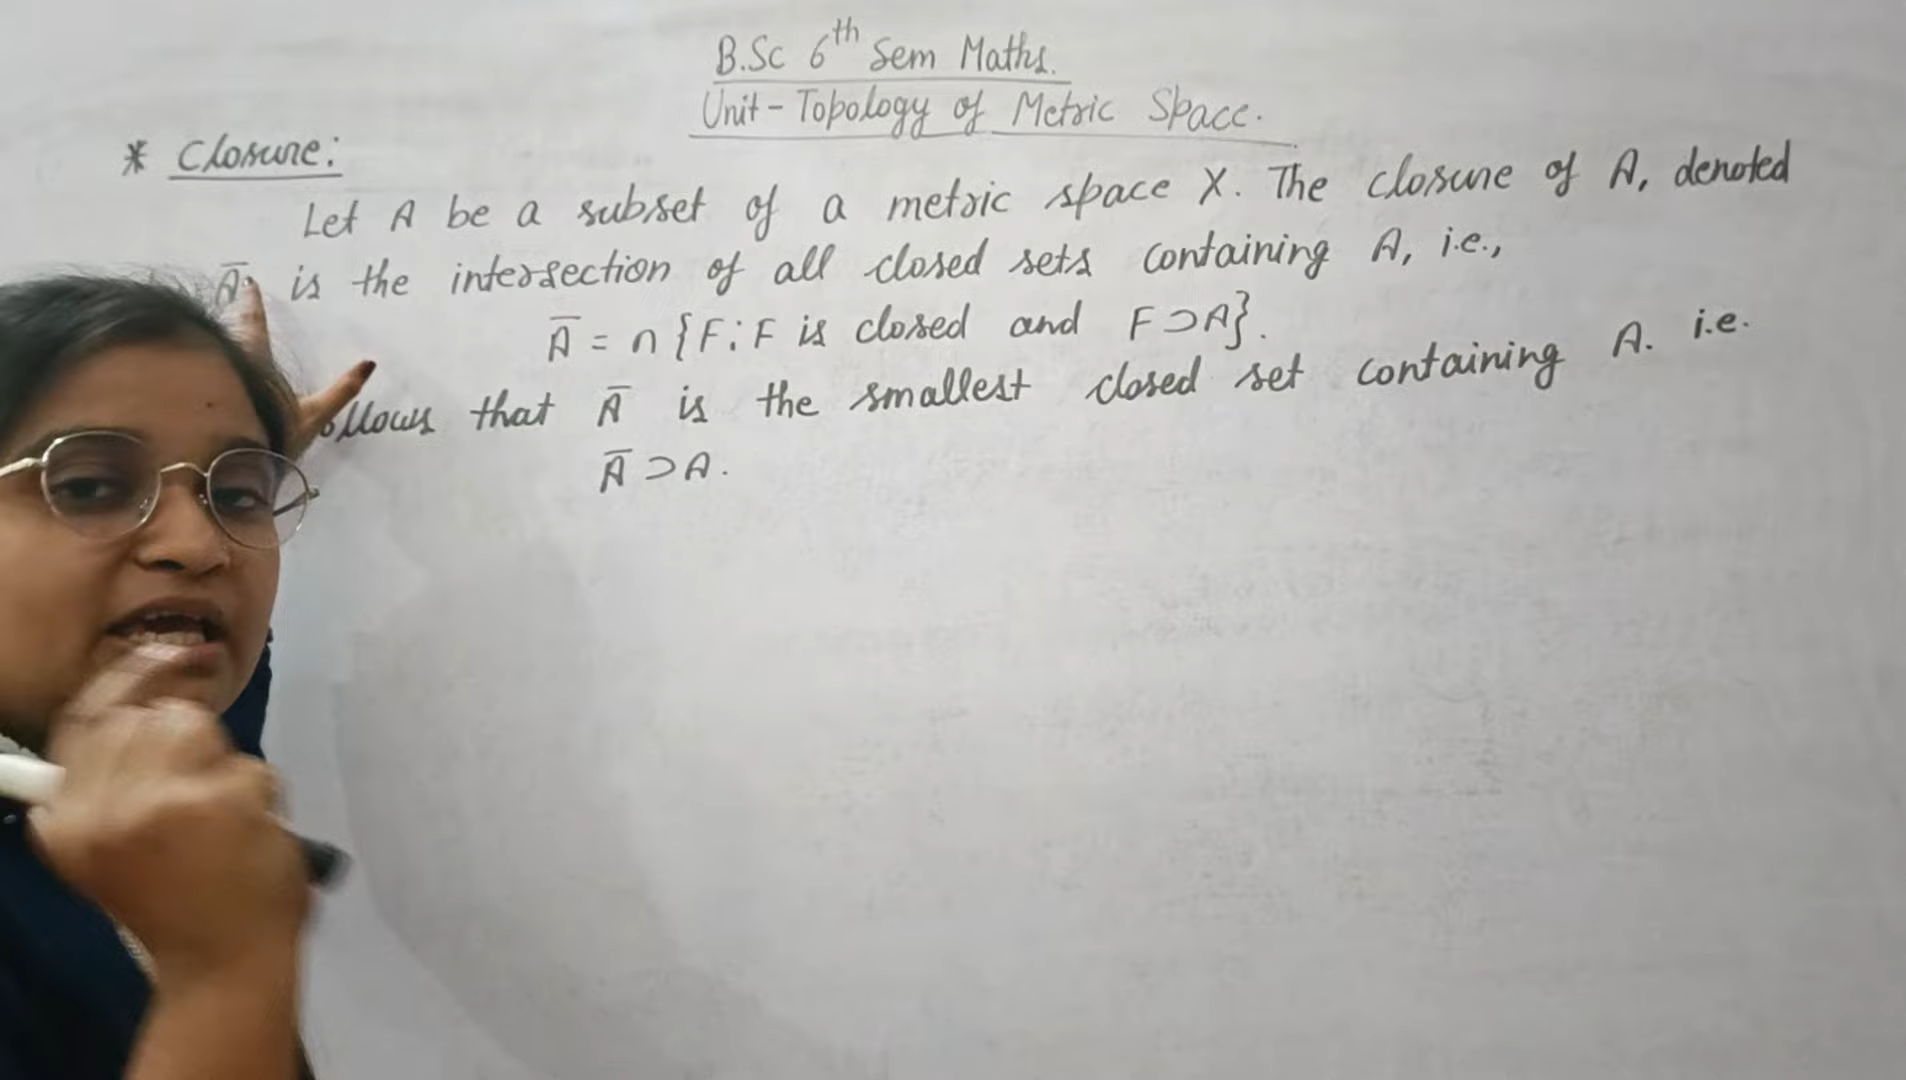 B.Sc 6th Sem Maths.
Unit - Topology of Metric Space.
* Closure:
Let A be a subset of a metric space X. The closure of A, denoted
Ā is the intersection of all closed sets containing A, i.e.,
Ā = ∩ {F : F is closed and F ⊃ A}.
that Ā is the smallest closed set containing A. i.e.
Ā ⊃ A.